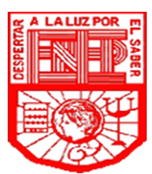 DESPERTAR
A LA LUZ POR
EL SABER
ENP